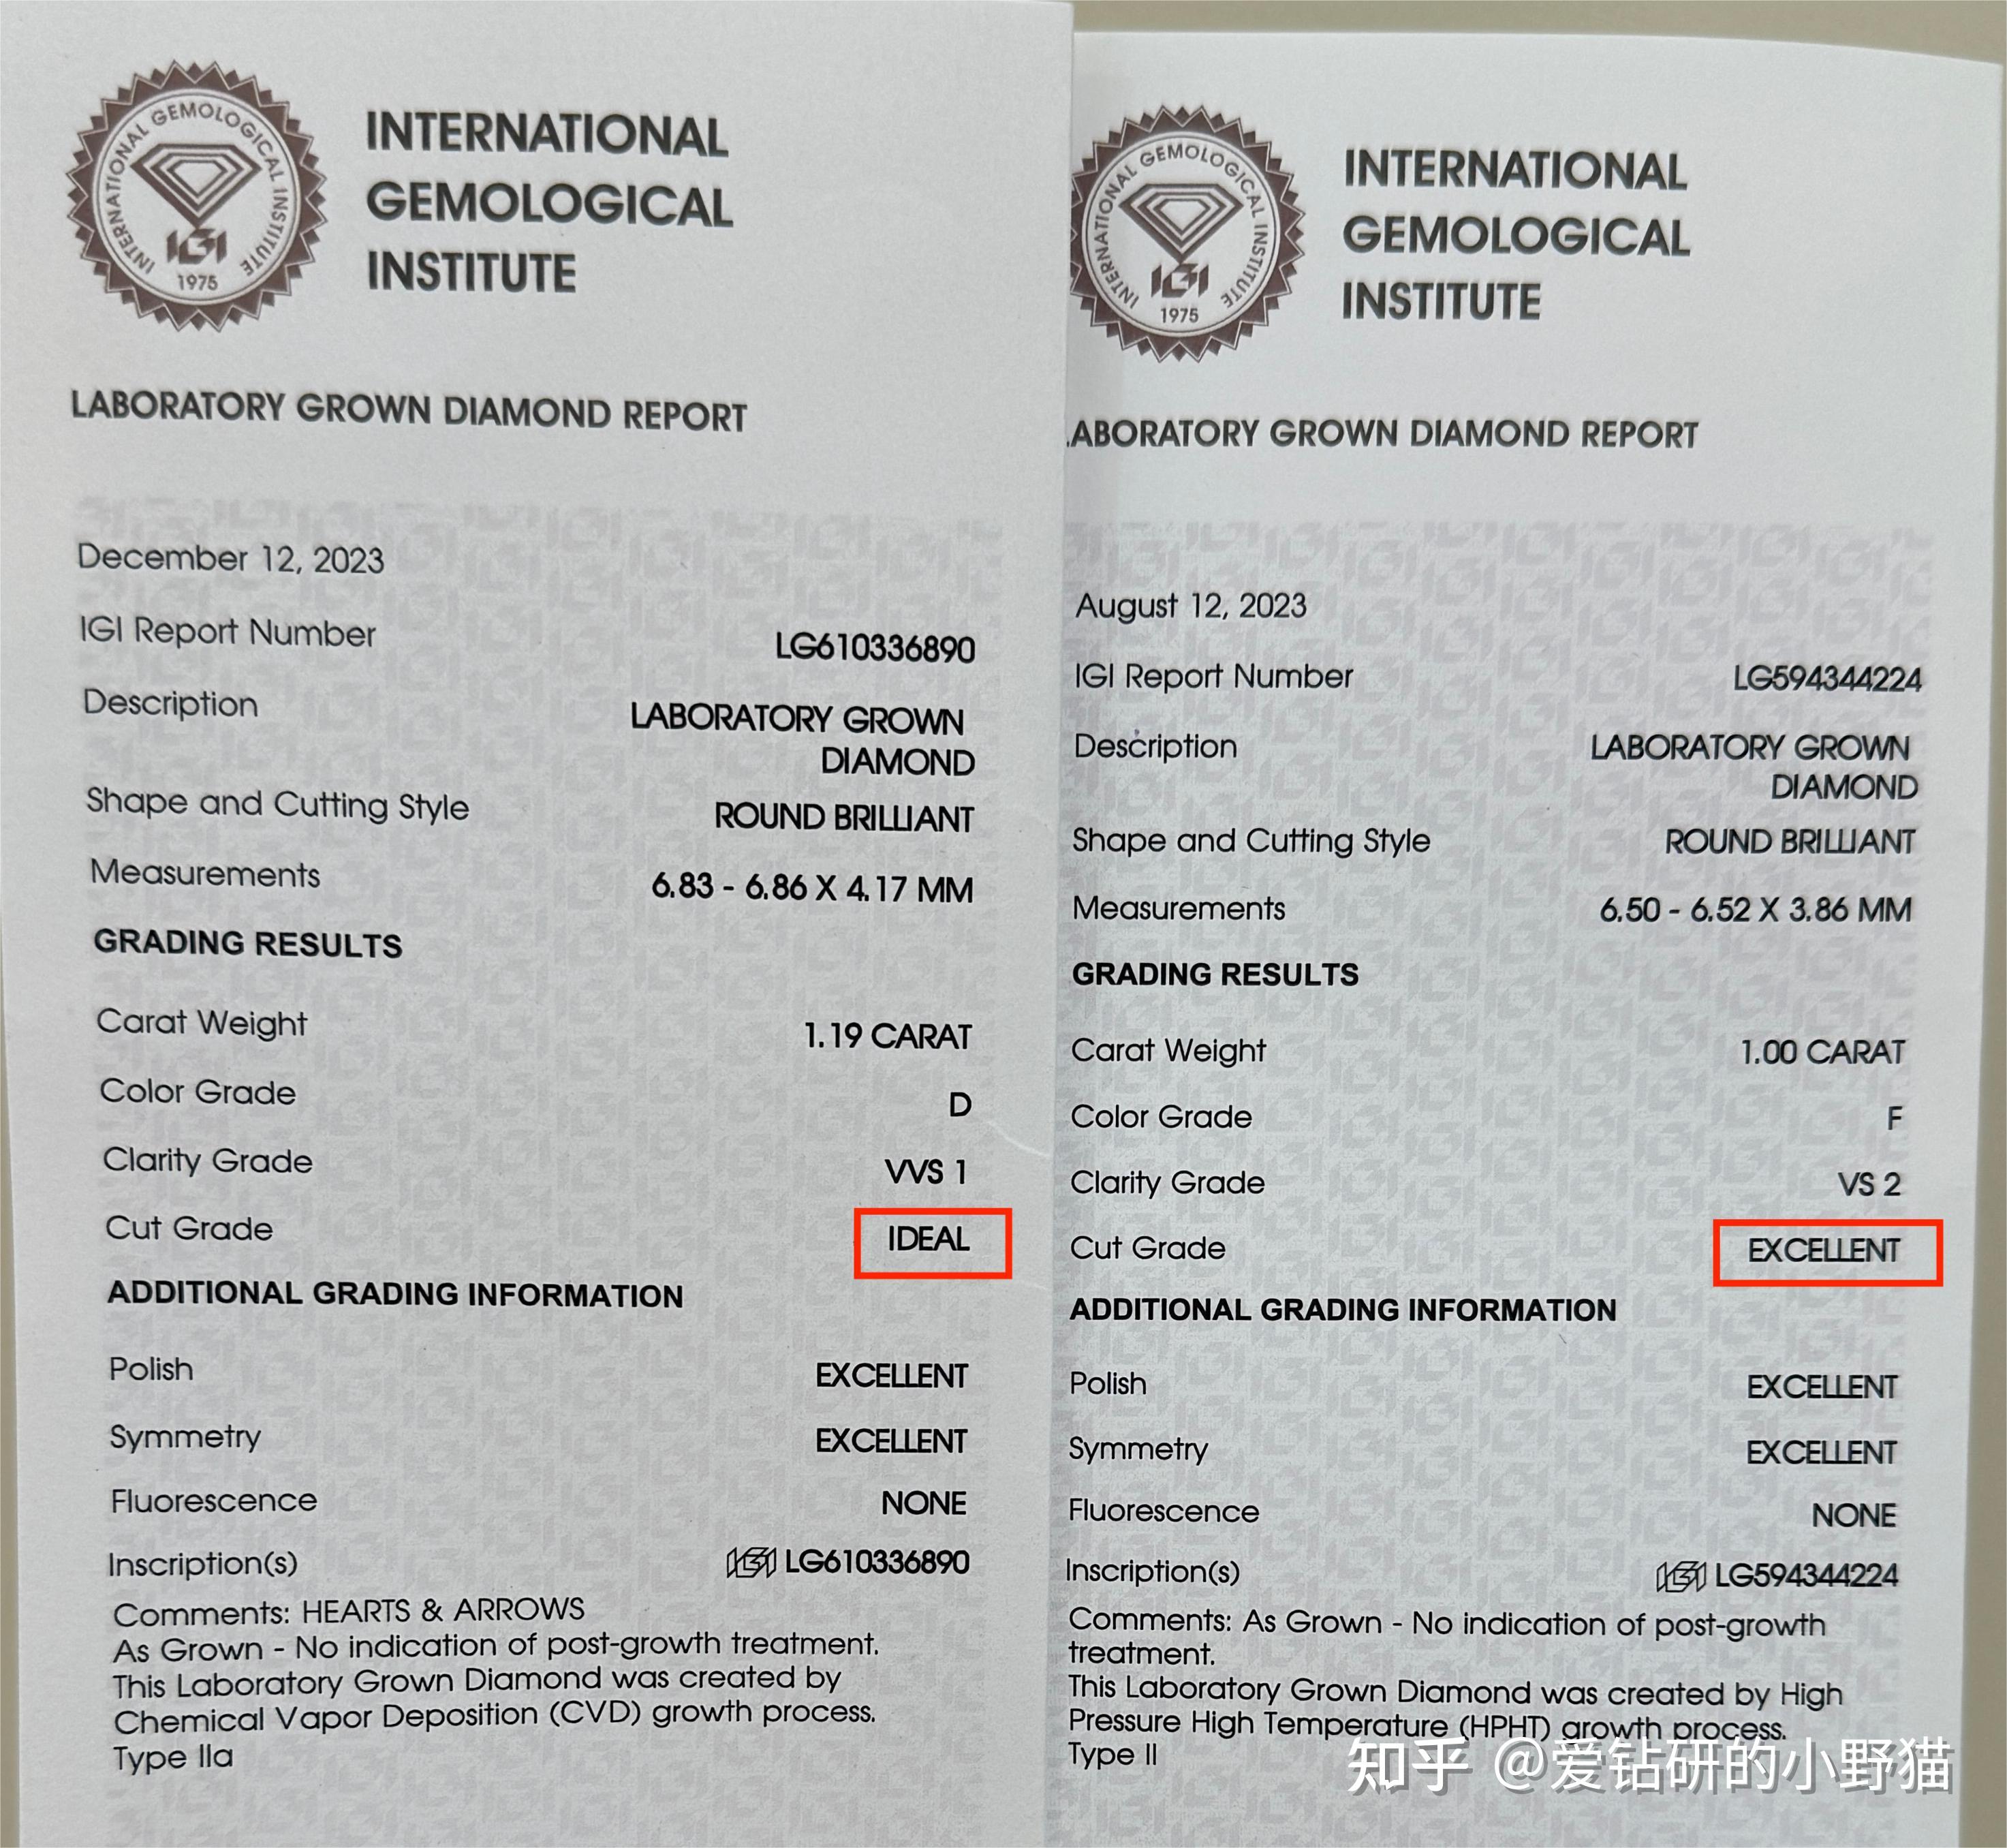 INTERNATIONAL GEMOLOGICAL INSTITUTE
IGI
1975
INTERNATIONAL
GEMOLOGICAL
INSTITUTE
LABORATORY GROWN DIAMOND REPORT
December 12, 2023
IGI Report Number LG610336890
Description LABORATORY GROWN
DIAMOND
Shape and Cutting Style ROUND BRILLIANT
Measurements 6.83 - 6.86 X 4.17 MM
GRADING RESULTS
Carat Weight 1.19 CARAT
Color Grade D
Clarity Grade VVS 1
Cut Grade IDEAL
ADDITIONAL GRADING INFORMATION
Polish EXCELLENT
Symmetry EXCELLENT
Fluorescence NONE
Inscription(s) IGI LG610336890
Comments: HEARTS & ARROWS
As Grown - No indication of post-growth treatment.
This Laboratory Grown Diamond was created by
Chemical Vapor Deposition (CVD) growth process.
Type IIa
INTERNATIONAL GEMOLOGICAL INSTITUTE
IGI
1975
INTERNATIONAL
GEMOLOGICAL
INSTITUTE
LABORATORY GROWN DIAMOND REPORT
August 12, 2023
IGI Report Number LG594344224
Description LABORATORY GROWN
DIAMOND
Shape and Cutting Style ROUND BRILLIANT
Measurements 6.50 - 6.52 X 3.86 MM
GRADING RESULTS
Carat Weight 1.00 CARAT
Color Grade F
Clarity Grade VS 2
Cut Grade EXCELLENT
ADDITIONAL GRADING INFORMATION
Polish EXCELLENT
Symmetry EXCELLENT
Fluorescence NONE
Inscription(s) IGI LG594344224
Comments: As Grown - No indication of post-growth
treatment.
This Laboratory Grown Diamond was created by High
Pressure High Temperature (HPHT) growth process.
Type II
知乎 @爱钻研的小野猫